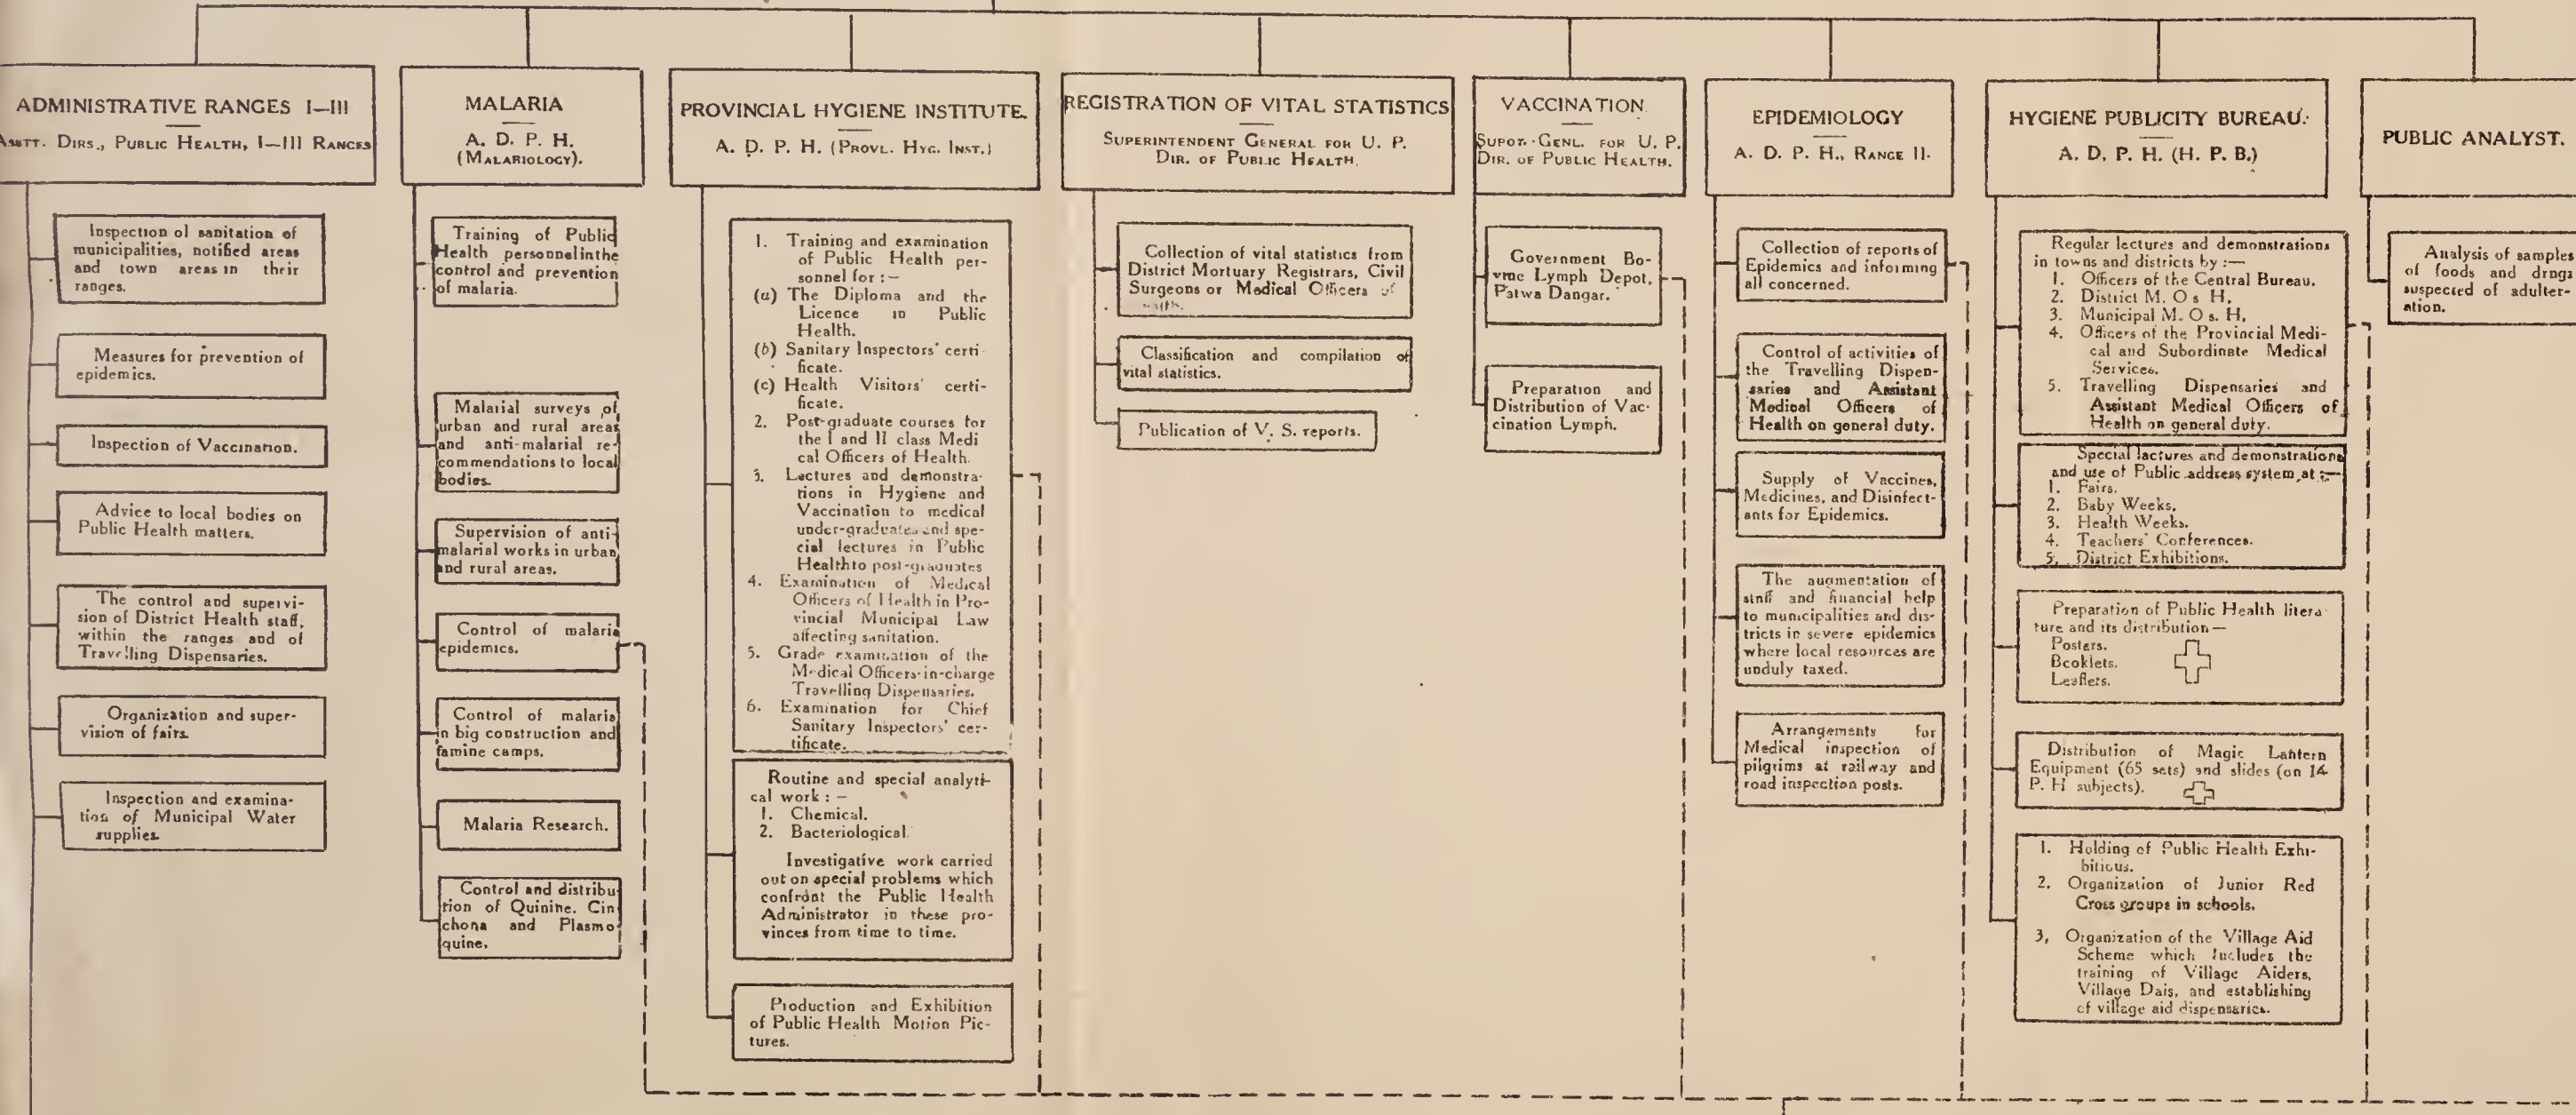 ADMINISTRATIVE RANGES I—III
DIRS., PUBLIC HEALTH, I—III RANGES
Inspection of sanitation of
municipalities, notified areas
and town areas in their
ranges.
Measures for prevention of
epidemics.
Inspection of Vaccination.
Advice to local bodies on
Public Health matters.
The control and supervi-
sion of District Health staff,
within the ranges and of
Travelling Dispensaries.
Organization and super-
vision of fairs.
Inspection and examina-
tion of Municipal Water
supplies.
MALARIA
A. D. P. H.
(MALARIOLOGY).
Training of Public
Health personnel in the
control and prevention
of malaria.
Malarial surveys of
urban and rural areas
and anti-malarial re-
commendations to local
bodies.
Supervision of anti-
malarial works in urban
and rural areas.
Control of malaria
epidemics.
Control of malaria
in big construction and
famine camps.
Malaria Research.
Control and distribu-
tion of Quinine, Cin
chona and Plasmo
quine.
PROVINCIAL HYGIENE INSTITUTE.
A. D. P. H. (PROVL. HYG. INST.)
1. Training and examination
of Public Health per-
sonnel for :—
(a) The Diploma and the
Licence in Public
Health.
(b) Sanitary Inspectors' certi-
ficate.
(c) Health Visitors' certi-
ficate.
2. Post-graduate courses for
the I and II class Medi
cal Officers of Health.
3. Lectures and demonstra-
tions in Hygiene and
Vaccination to medical
under-graduates and spe-
cial lectures in Public
Health to post-graduates
4. Examination of Medical
Officers of Health in Pro-
vincial Municipal Law
affecting sanitation.
5. Grade examination of the
Medical Officers-in-charge
Travelling Dispensaries.
6. Examination for Chief
Sanitary Inspectors' cer-
tificate.
Routine and special analyti-
cal work : —
1. Chemical.
2. Bacteriological.
Investigative work carried
out on special problems which
confront the Public Health
Administrator in these pro-
vinces from time to time.
Production and Exhibition
of Public Health Motion Pic-
tures.
REGISTRATION OF VITAL STATISTICS
SUPERINTENDENT GENERAL FOR U. P.
DIR. OF PUBLIC HEALTH.
Collection of vital statistics from
District Mortuary Registrars, Civil
Surgeons or Medical Officers of
Classification and compilation of
vital statistics.
Publication of V. S. reports.
VACCINATION.
SUPDT.-GENL. FOR U. P.
DIR. OF PUBLIC HEALTH.
Government Bo-
vine Lymph Depot,
Patwa Dangar.
Preparation and
Distribution of Vac-
cination Lymph.
EPIDEMIOLOGY
A. D. P. H., RANGE II.
Collection of reports of
Epidemics and informing
all concerned.
Control of activities of
the Travelling Dispen-
saries and Assistant
Medical Officers of
Health on general duty.
Supply of Vaccines,
Medicines, and Disinfect-
ants for Epidemics.
The augmentation of
staff and financial help
to municipalities and dis-
tricts in severe epidemics
where local resources are
unduly taxed.
Arrangements for
Medical inspection of
pilgrims at railway and
road inspection posts.
HYGIENE PUBLICITY BUREAU.
A. D. P. H. (H. P. B.)
Regular lectures and demonstrations
in towns and districts by :—
1. Officers of the Central Bureau.
2. District M. O s H,
3. Municipal M. O s. H,
4. Officers of the Provincial Medi-
cal and Subordinate Medical
Services.
5. Travelling Dispensaries and
Assistant Medical Officers of
Health on general duty.
Special lactures and demonstrations
and use of Public address system at :—
1. Fairs.
2. Baby Weeks.
3. Health Weeks.
4. Teachers' Conferences.
5. District Exhibitions.
Preparation of Public Health litera-
ture and its distribution—
Posters.
Booklets.
Leaflets.
Distribution of Magic Lantern
Equipment (65 sets) and slides (on 14
P. H subjects).
1. Holding of Public Health Exhi-
bitions.
2. Organization of Junior Red
Cross groups in schools.
3, Organization of the Village Aid
Scheme which includes the
training of Village Aiders,
Village Dais, and establishing
of village aid dispensaries.
PUBLIC ANALYST.
Analysis of samples
of foods and drugs
suspected of adulter-
ation.